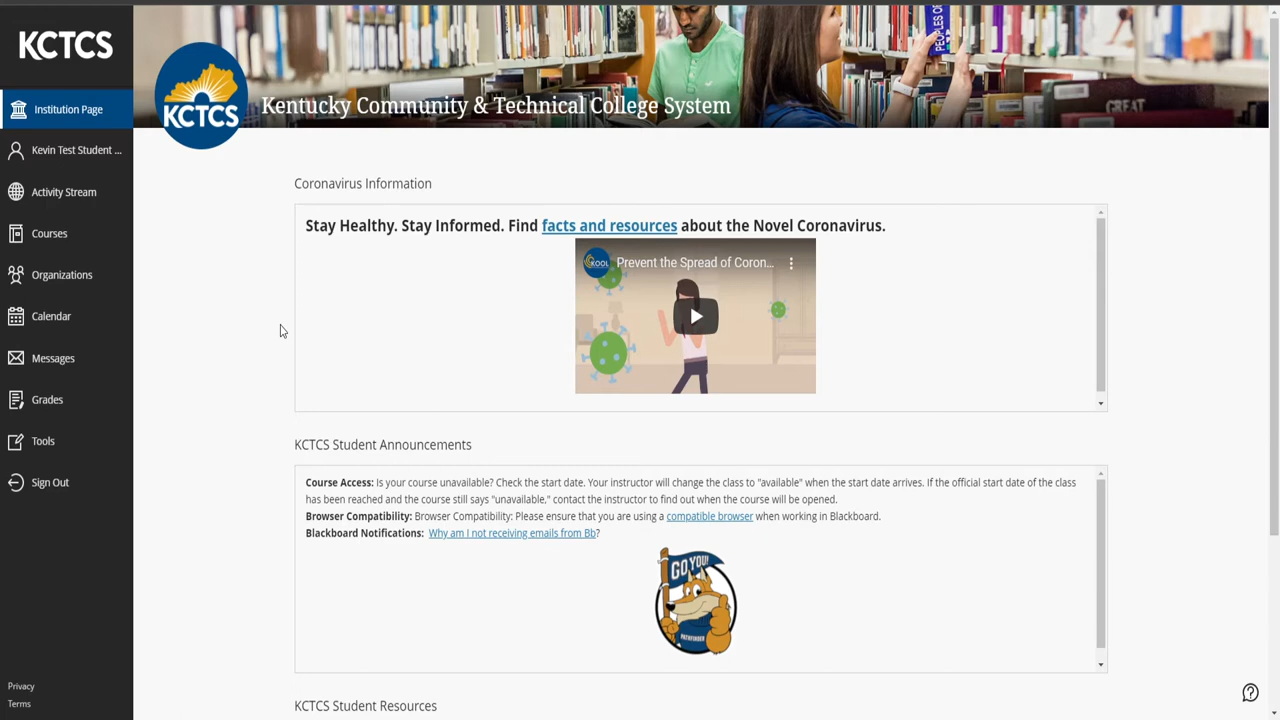 KCTCS
Institution Page
Kevin Test Student ...
Activity Stream
Courses
Organizations
Calendar
Messages
Grades
Tools
Sign Out
Privacy
Terms
PEOPLES OF
GREAT
KCTCS
Kentucky Community & Technical College System
Coronavirus Information
Stay Healthy. Stay Informed. Find facts and resources about the Novel Coronavirus.
KOOL
Prevent the Spread of Coron...
KCTCS Student Announcements
Course Access: Is your course unavailable? Check the start date. Your instructor will change the class to "available" when the start date arrives. If the official start date of the class
has been reached and the course still says "unavailable," contact the instructor to find out when the course will be opened.
Browser Compatibility: Browser Compatibility: Please ensure that you are using a compatible browser when working in Blackboard.
Blackboard Notifications: Why am I not receiving emails from Bb?
GO YOU!
PATHFINDER
KCTCS Student Resources